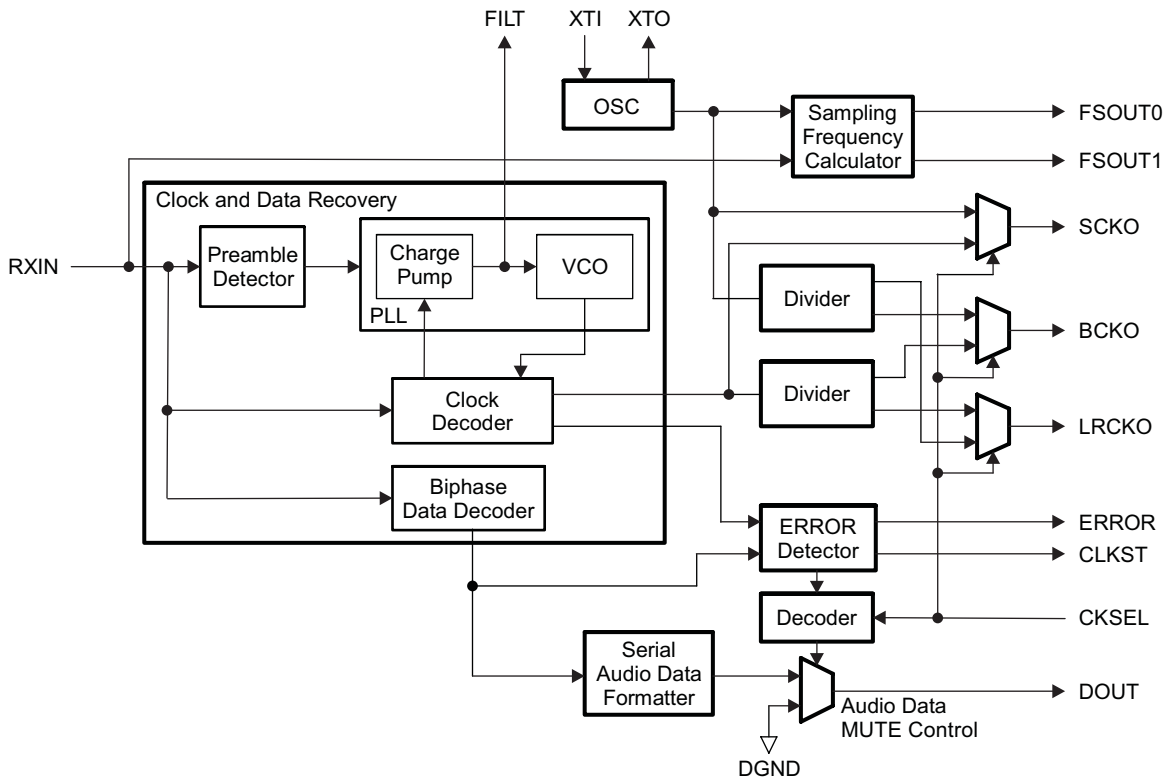 FILT XTI XTO
OSC
Sampling
Frequency
Calculator
FSOUT0
FSOUT1
Clock and Data Recovery
RXIN
Preamble
Detector
Charge
Pump
VCO
PLL
SCKO
Divider
BCKO
Divider
LRCKO
Clock
Decoder
Biphase
Data Decoder
ERROR
Detector
ERROR
CLKST
Decoder
CKSEL
Serial
Audio Data
Formatter
DOUT
Audio Data
MUTE Control
DGND